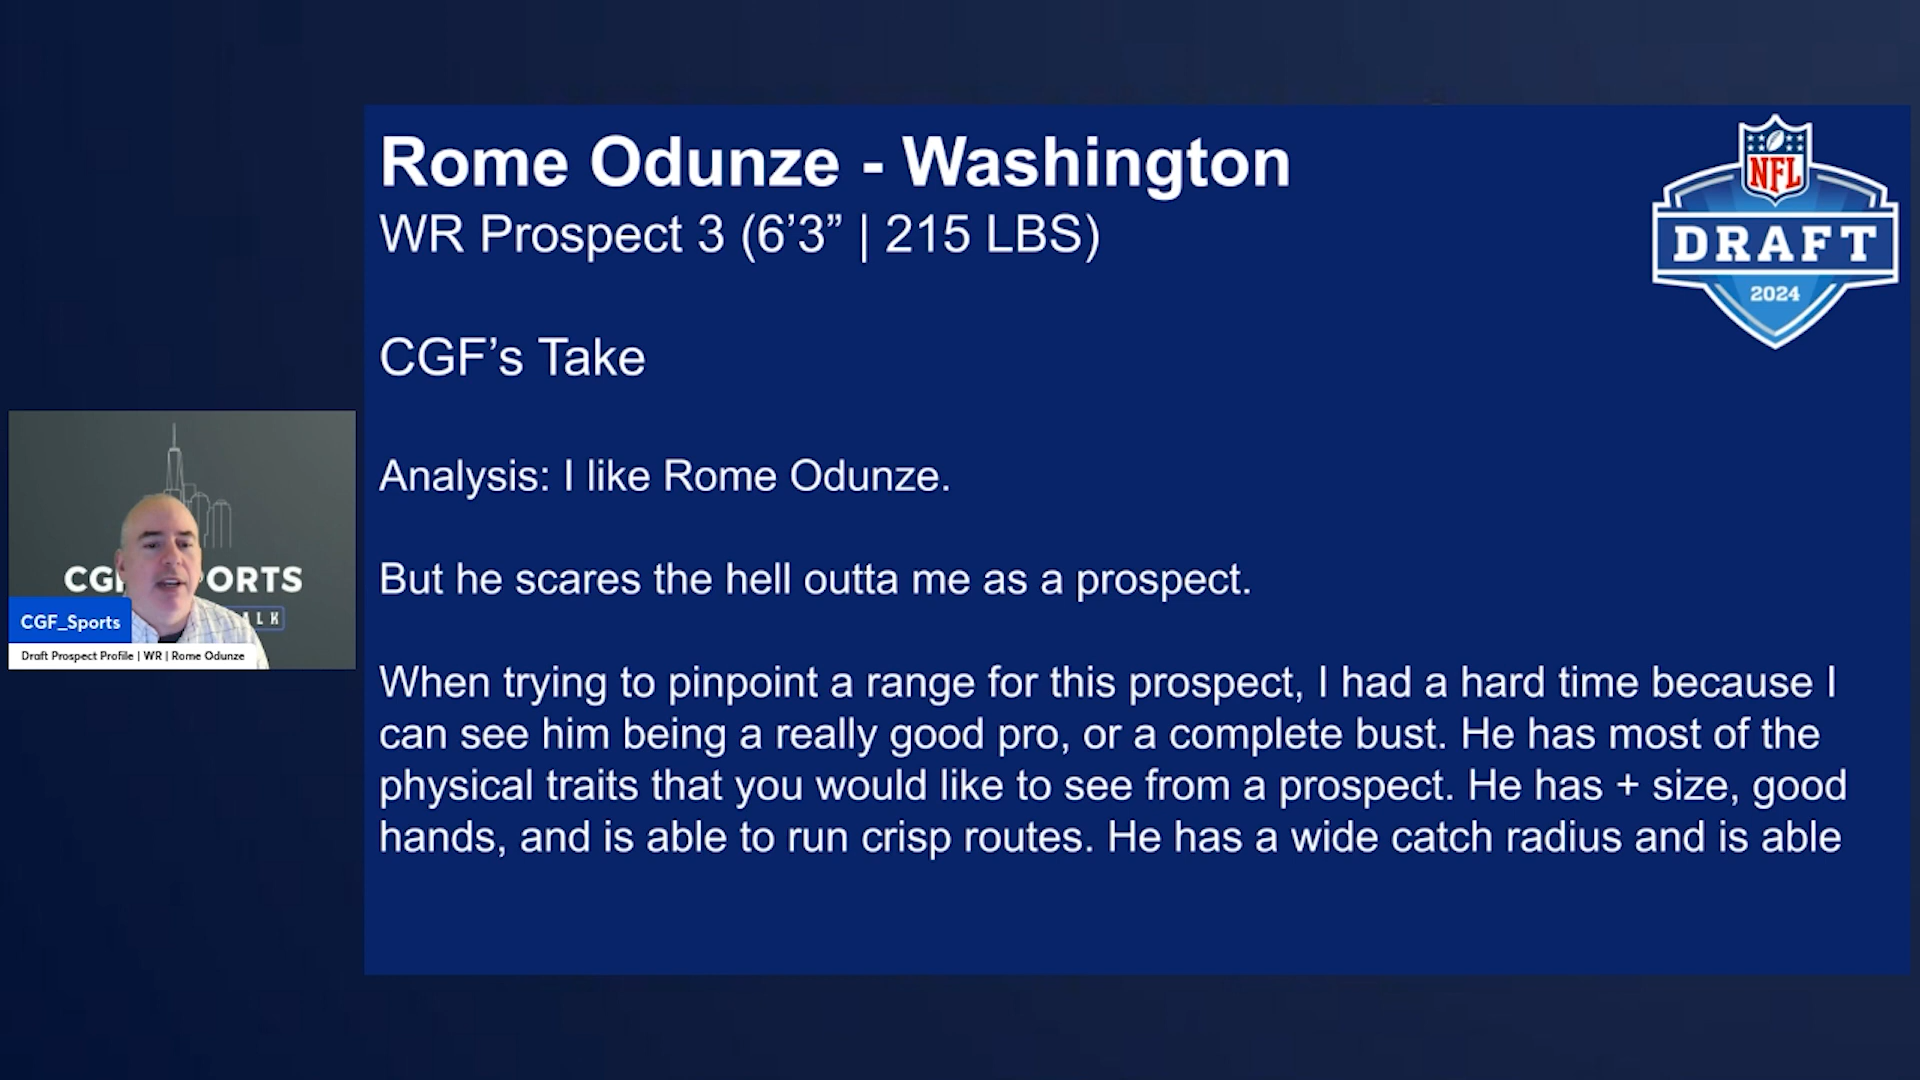 Rome Odunze - Washington
WR Prospect 3 (6’3” | 215 LBS)
NFL
DRAFT
2024
CGF’s Take
Analysis: I like Rome Odunze.
But he scares the hell outta me as a prospect.
When trying to pinpoint a range for this prospect, I had a hard time because I
can see him being a really good pro, or a complete bust. He has most of the
physical traits that you would like to see from a prospect. He has + size, good
hands, and is able to run crisp routes. He has a wide catch radius and is able
CGF_Sports
Draft Prospect Profile | WR | Rome Odunze